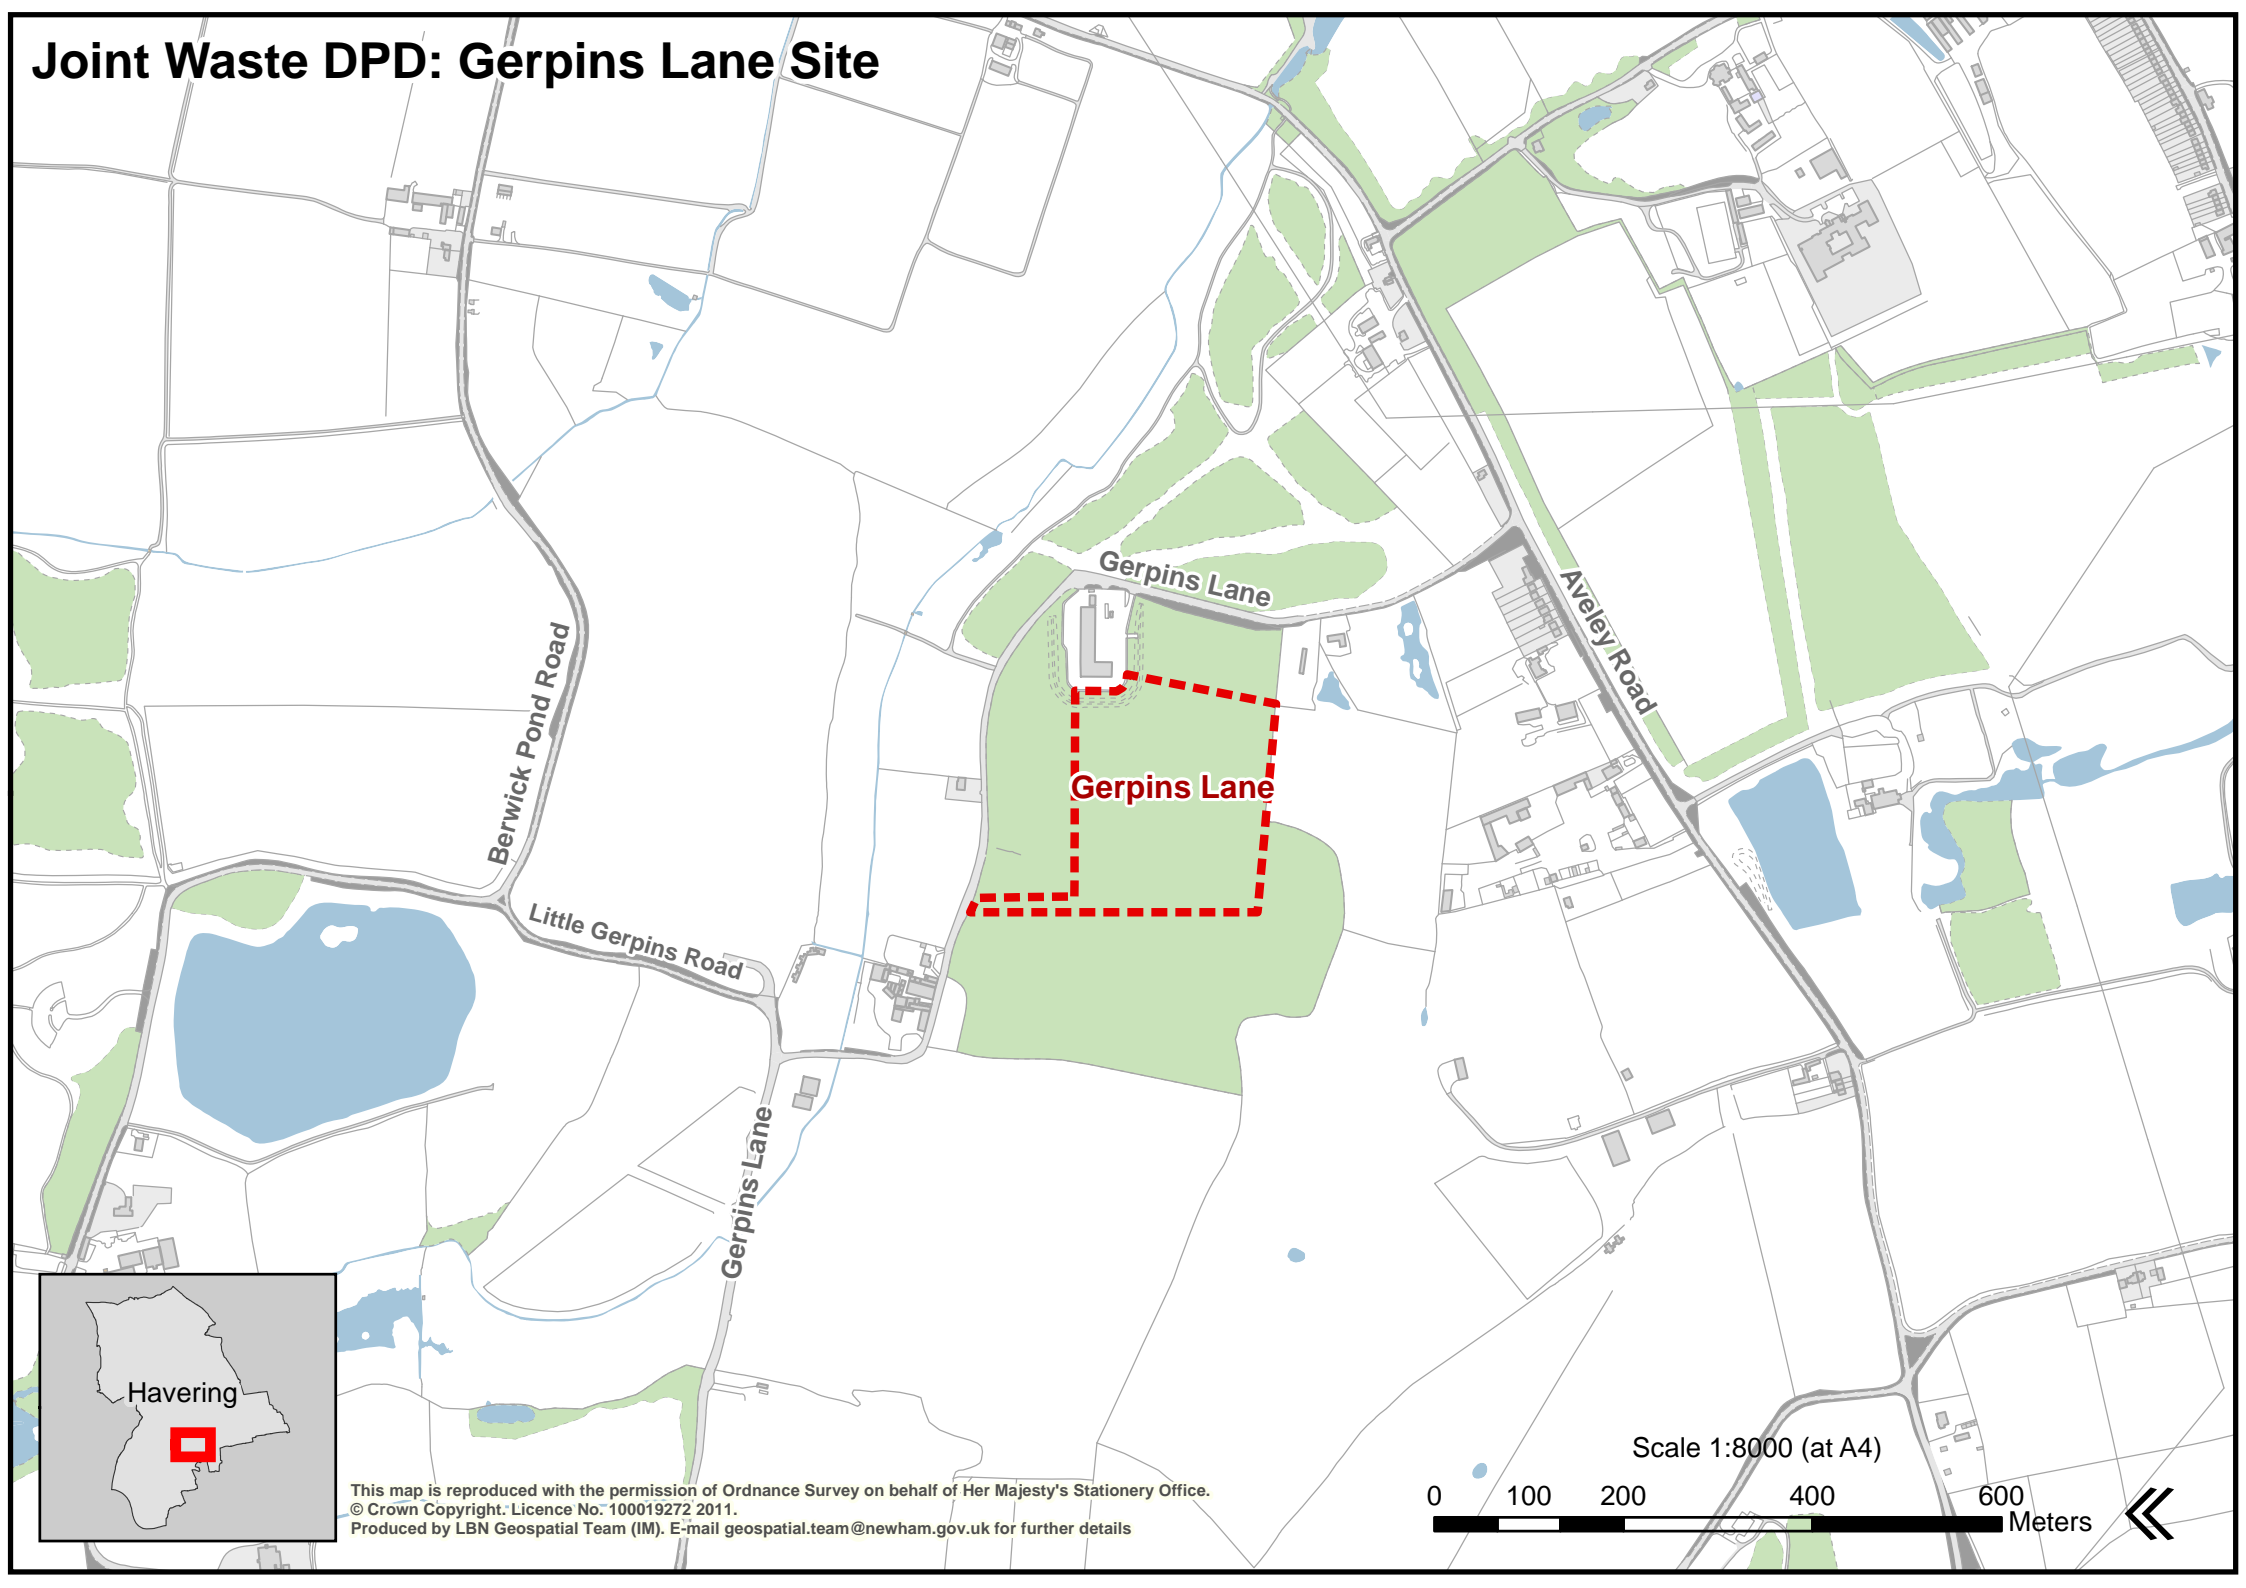 Joint Waste DPD: Gerpins Lane Site
Gerpins Lane
Aveley Road
Berwick Pond Road
Gerpins Lane
Little Gerpins Road
Gerpins Lane
Havering
Scale 1:8000 (at A4)
0 100 200 400 600
Meters
This map is reproduced with the permission of Ordnance Survey on behalf of Her Majesty's Stationery Office.
© Crown Copyright. Licence No. 100019272 2011.
Produced by LBN Geospatial Team (IM). E-mail geospatial.team@newham.gov.uk for further details